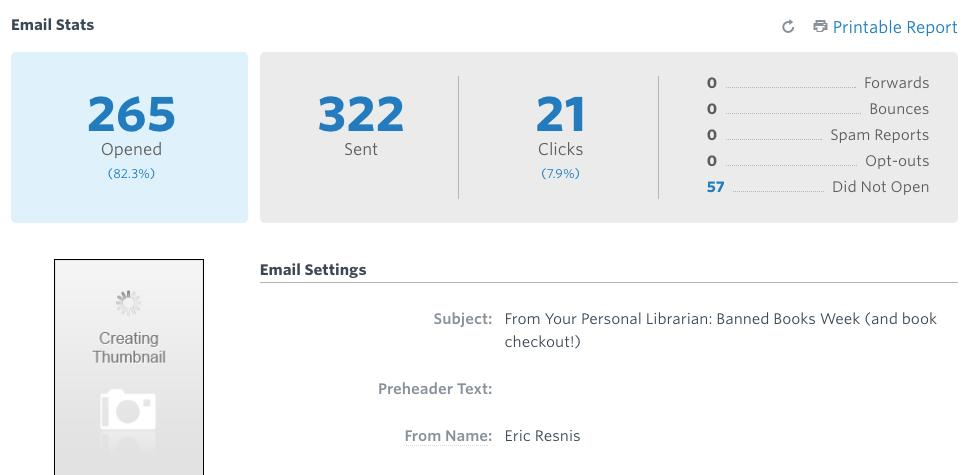 Email Stats
Printable Report
265
Opened
(82.3%)
322
Sent
21
Clicks
(7.9%)
0 Forwards
0 Bounces
0 Spam Reports
0 Opt-outs
57 Did Not Open
Creating
Thumbnail
Email Settings
Subject: From Your Personal Librarian: Banned Books Week (and book
checkout!)
Preheader Text:
From Name: Eric Resnis